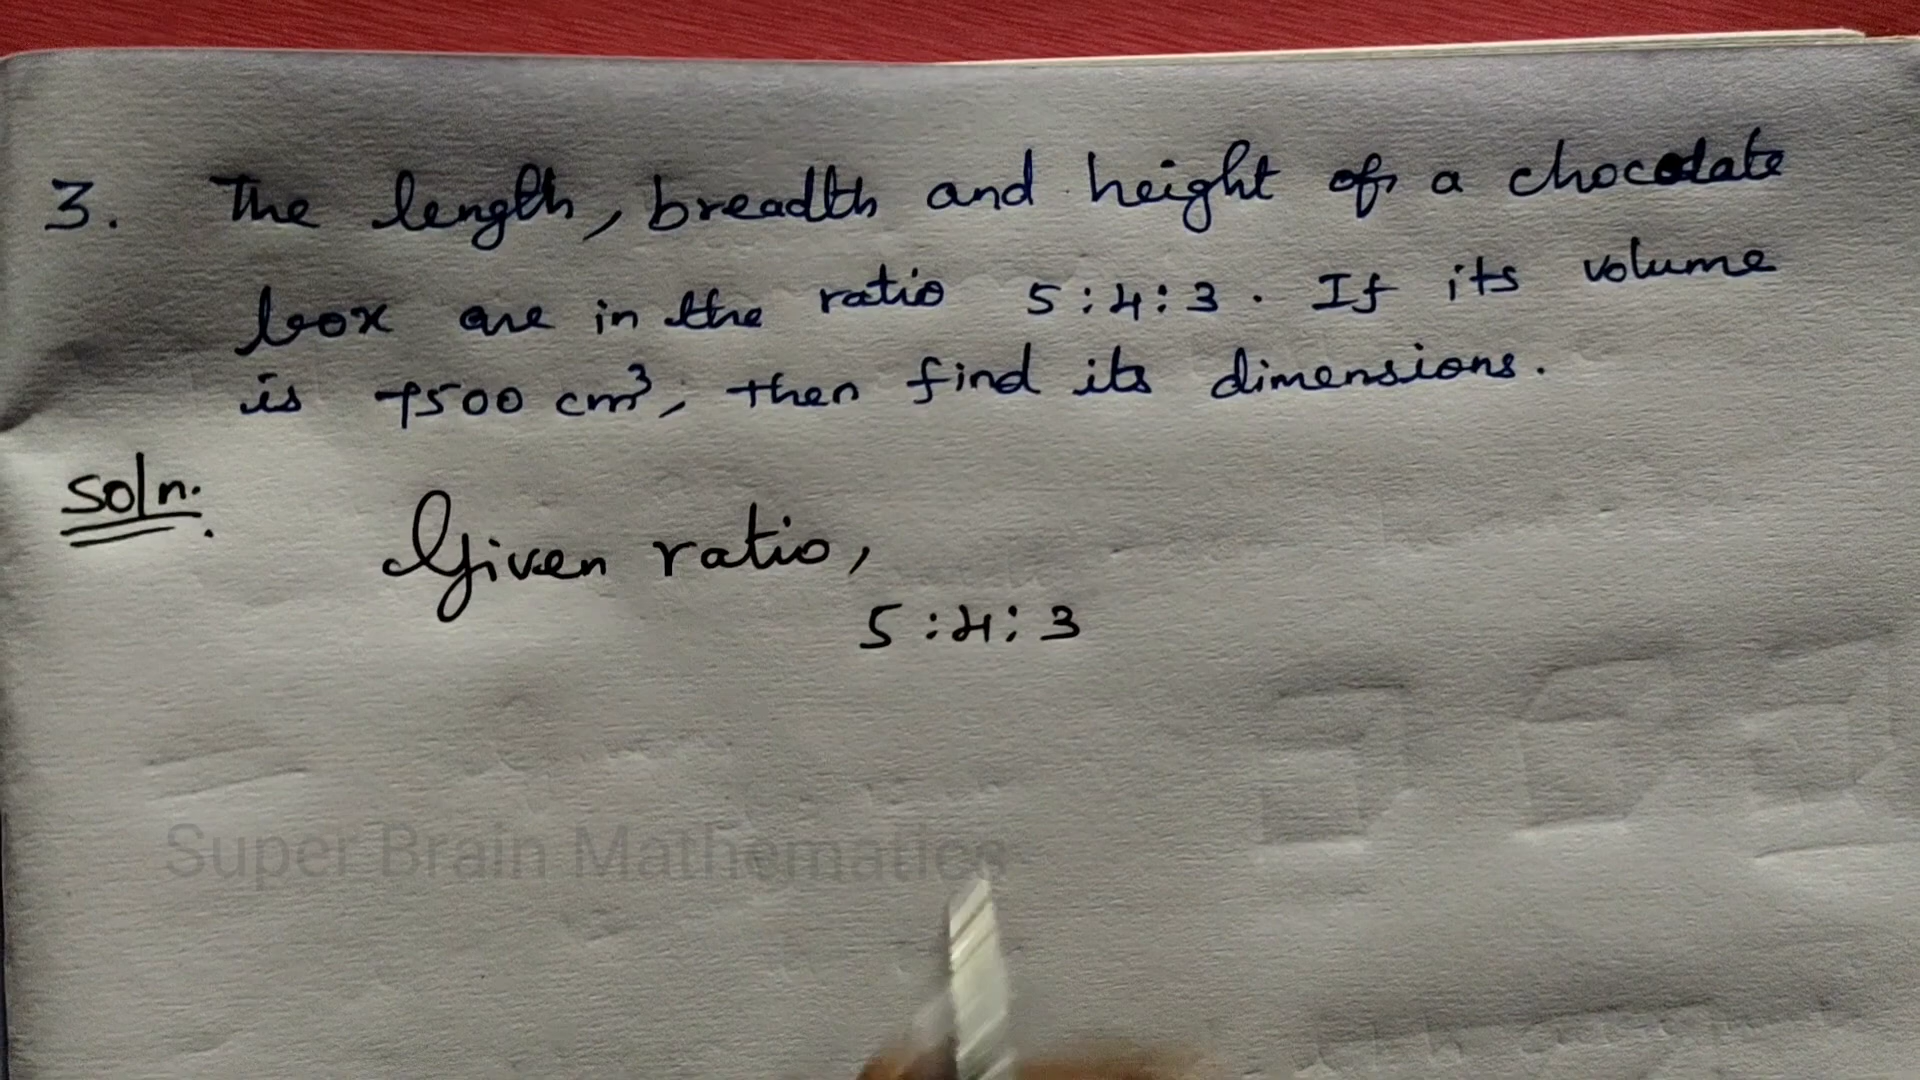 3. The length, breadth and height of a chocolate
box are in the ratio 5:4:3. If its volume
is 7500 cm³, then find its dimensions.
Soln.
Given ratio,
5:4:3
Super Brain Mathematics